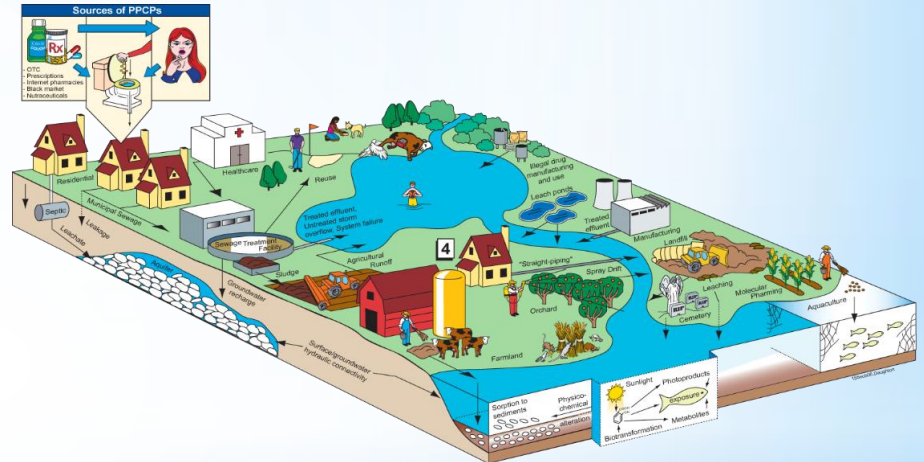 Sources of PPCPs
Rx
- OTC
- Prescriptions
- Internet pharmacies
- Black market
- Nutraceuticals
Residential
Healthcare
Reuse
Illegal drug
manufacturing
and use
Leach ponds
Treated
effluent
Manufacturing
Septic
Municipal Sewage
Leakage
Leachate
Sewage Treatment
Facility
Sludge
Treated effluent,
Untreated storm
overflow, System failure
Agricultural
Runoff
4
"Straight-piping"
Spray Drift
Landfill
Leaching
Molecular
Pharming
Cemetery
RIP
RIP
RIP
Aquaculture
Aquifer
Groundwater
recharge
Orchard
Farmland
Surface/groundwater
hydraulic connectivity
Sorption to
sediments
Physico-
chemical
alteration
Sunlight
Photoproducts
exposure
Metabolites
Biotransformation